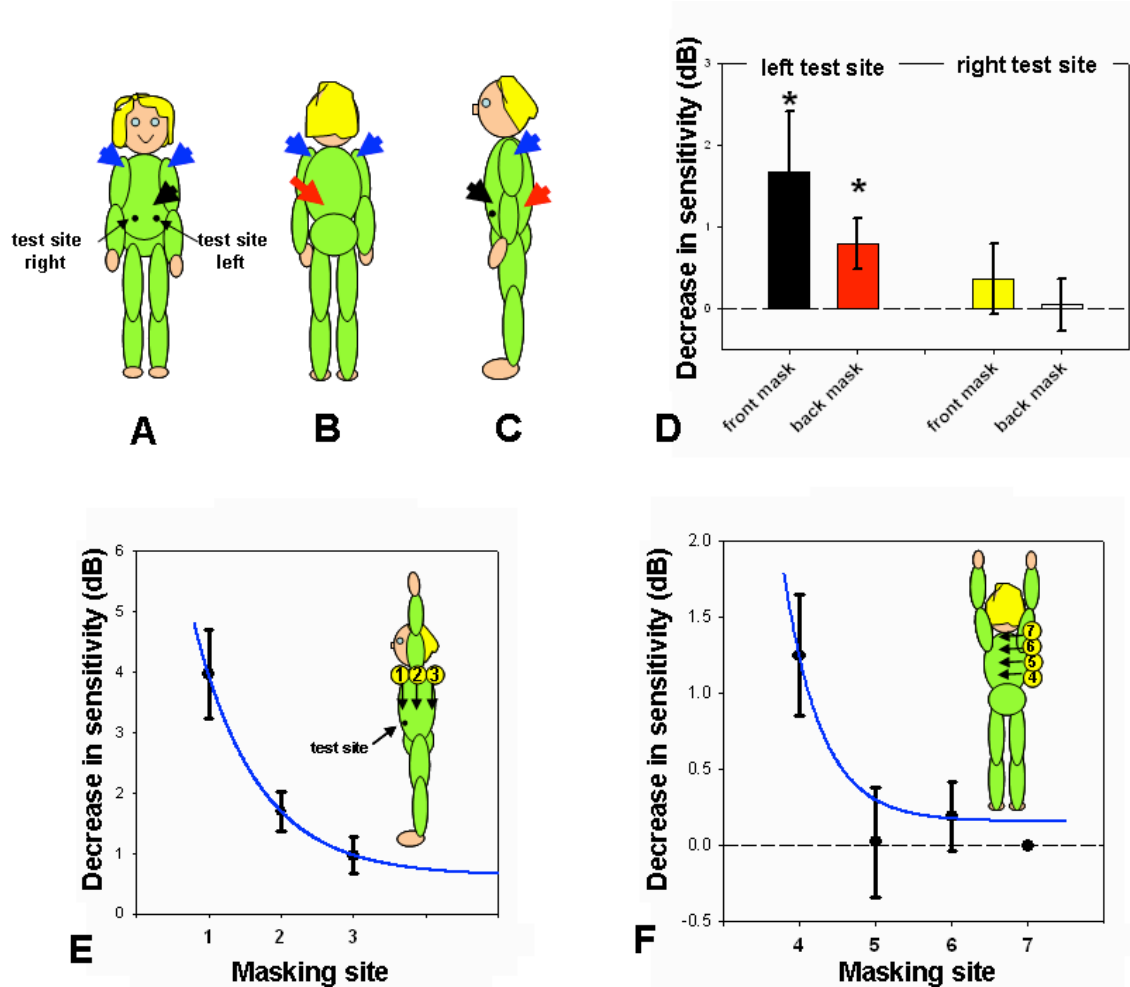 test site
right
test site
left
A
B
C
Decrease in sensitivity (dB)
3
2
1
0
left test site
right test site
*
*
front mask
back mask
front mask
back mask
D
Decrease in sensitivity (dB)
6
5
4
3
2
1
0
1 2 3
test site
1 2 3
Masking site
E
Decrease in sensitivity (dB)
2.0
1.5
1.0
0.5
0.0
-0.5
7
6
5
4
4 5 6 7
Masking site
F